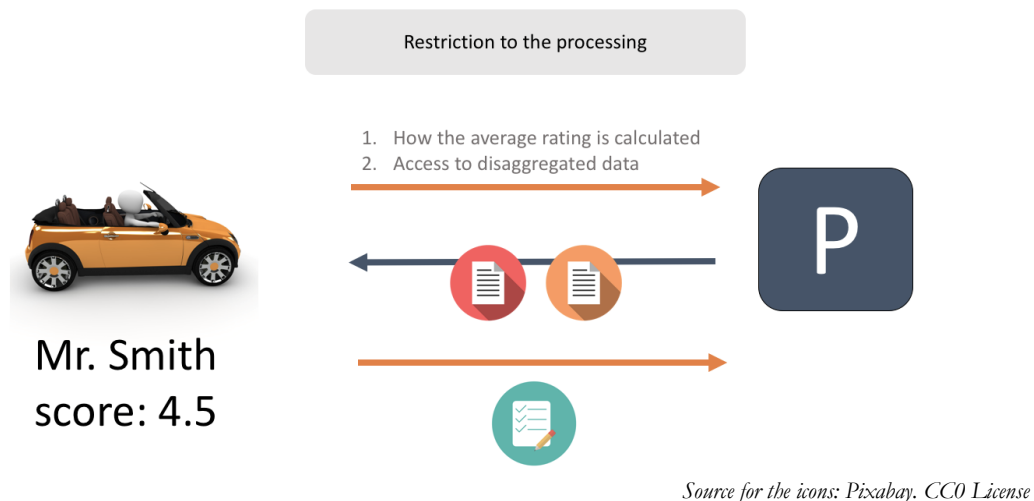 Restriction to the processing
1. How the average rating is calculated
2. Access to disaggregated data
P
Mr. Smith
score: 4.5
Source for the icons: Pixabay. CC0 License